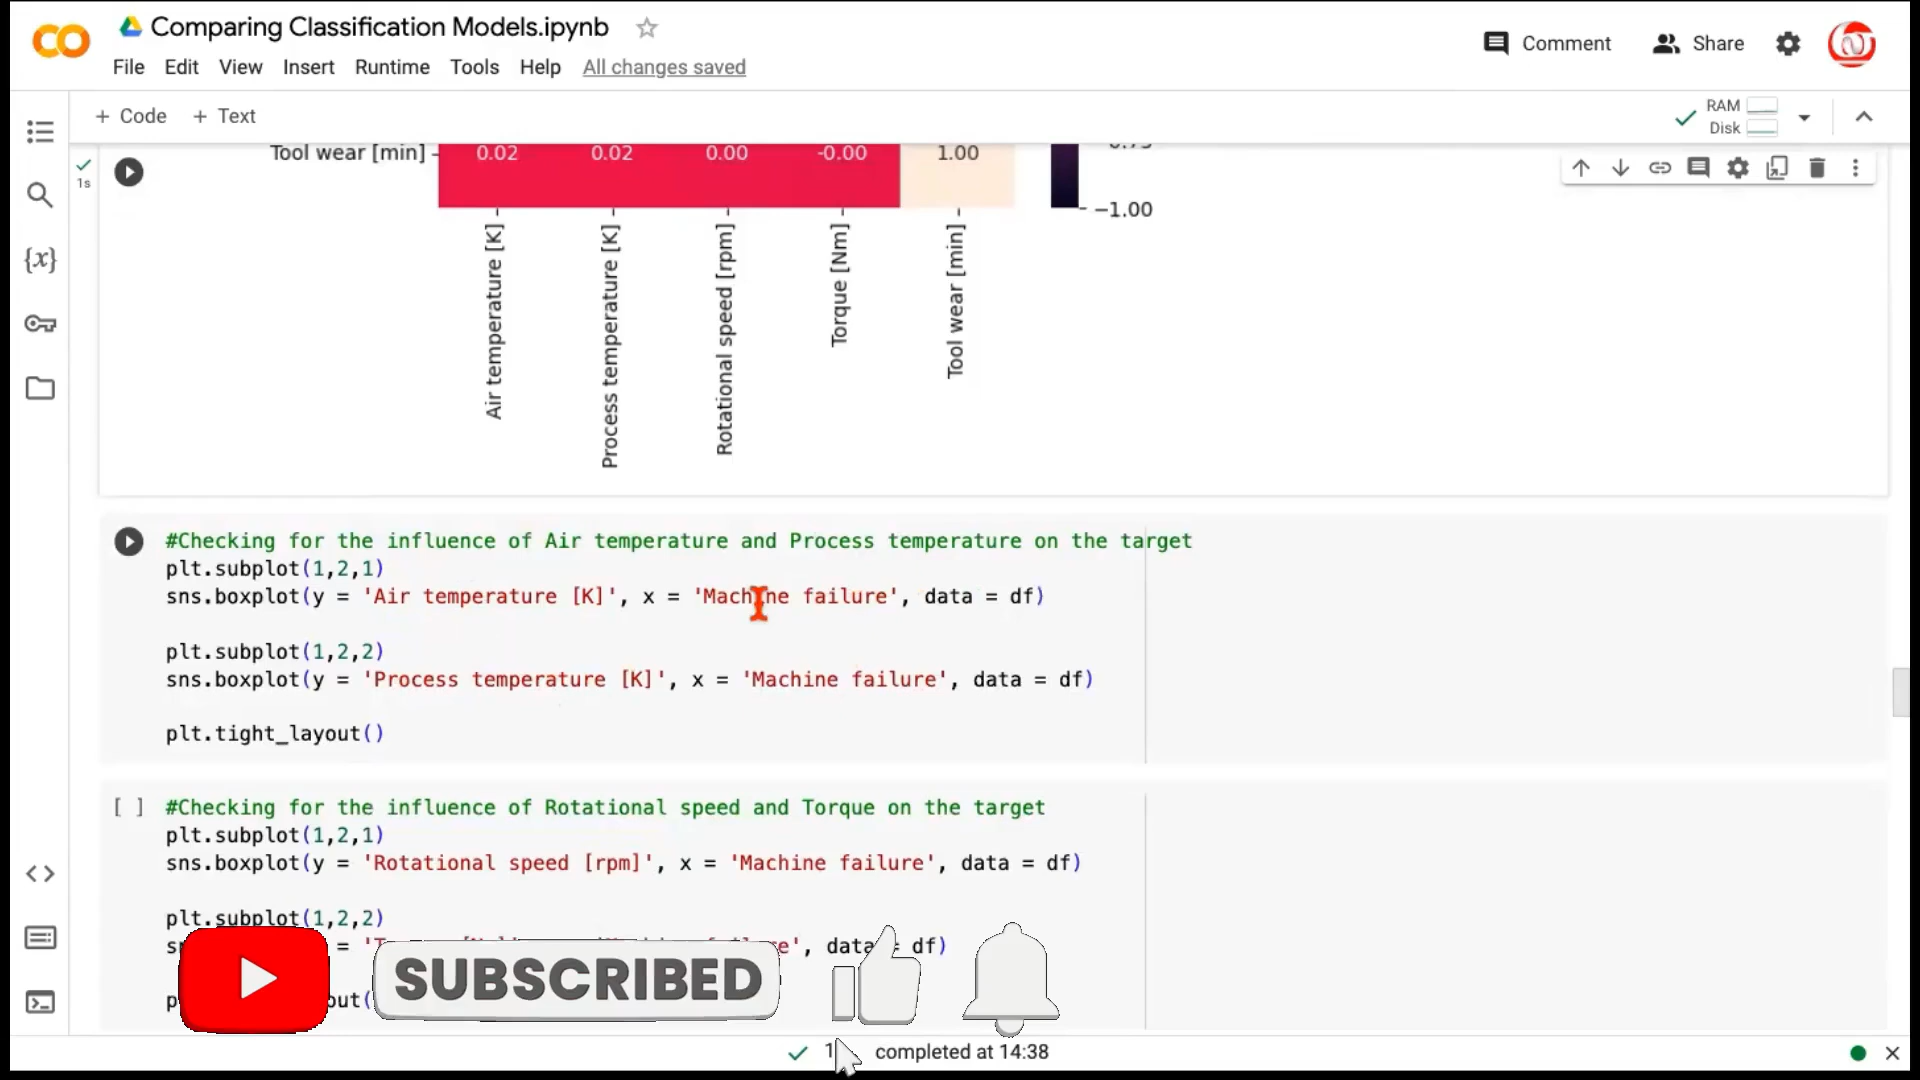 Comparing Classification Models.ipynb
File Edit View Insert Runtime Tools Help All changes saved
Comment Share
+ Code + Text
RAM
Disk
1s
Tool wear [min] 0.02 0.02 0.00 -0.00 1.00
−1.00
Air temperature [K]
Process temperature [K]
Rotational speed [rpm]
Torque [Nm]
Tool wear [min]
#Checking for the influence of Air temperature and Process temperature on the target
plt.subplot(1,2,1)
sns.boxplot(y = 'Air temperature [K]', x = 'Machine failure', data = df)
plt.subplot(1,2,2)
sns.boxplot(y = 'Process temperature [K]', x = 'Machine failure', data = df)
plt.tight_layout()
[ ] #Checking for the influence of Rotational speed and Torque on the target
plt.subplot(1,2,1)
sns.boxplot(y = 'Rotational speed [rpm]', x = 'Machine failure', data = df)
plt.subplot(1,2,2)
data = df)
SUBSCRIBED
completed at 14:38